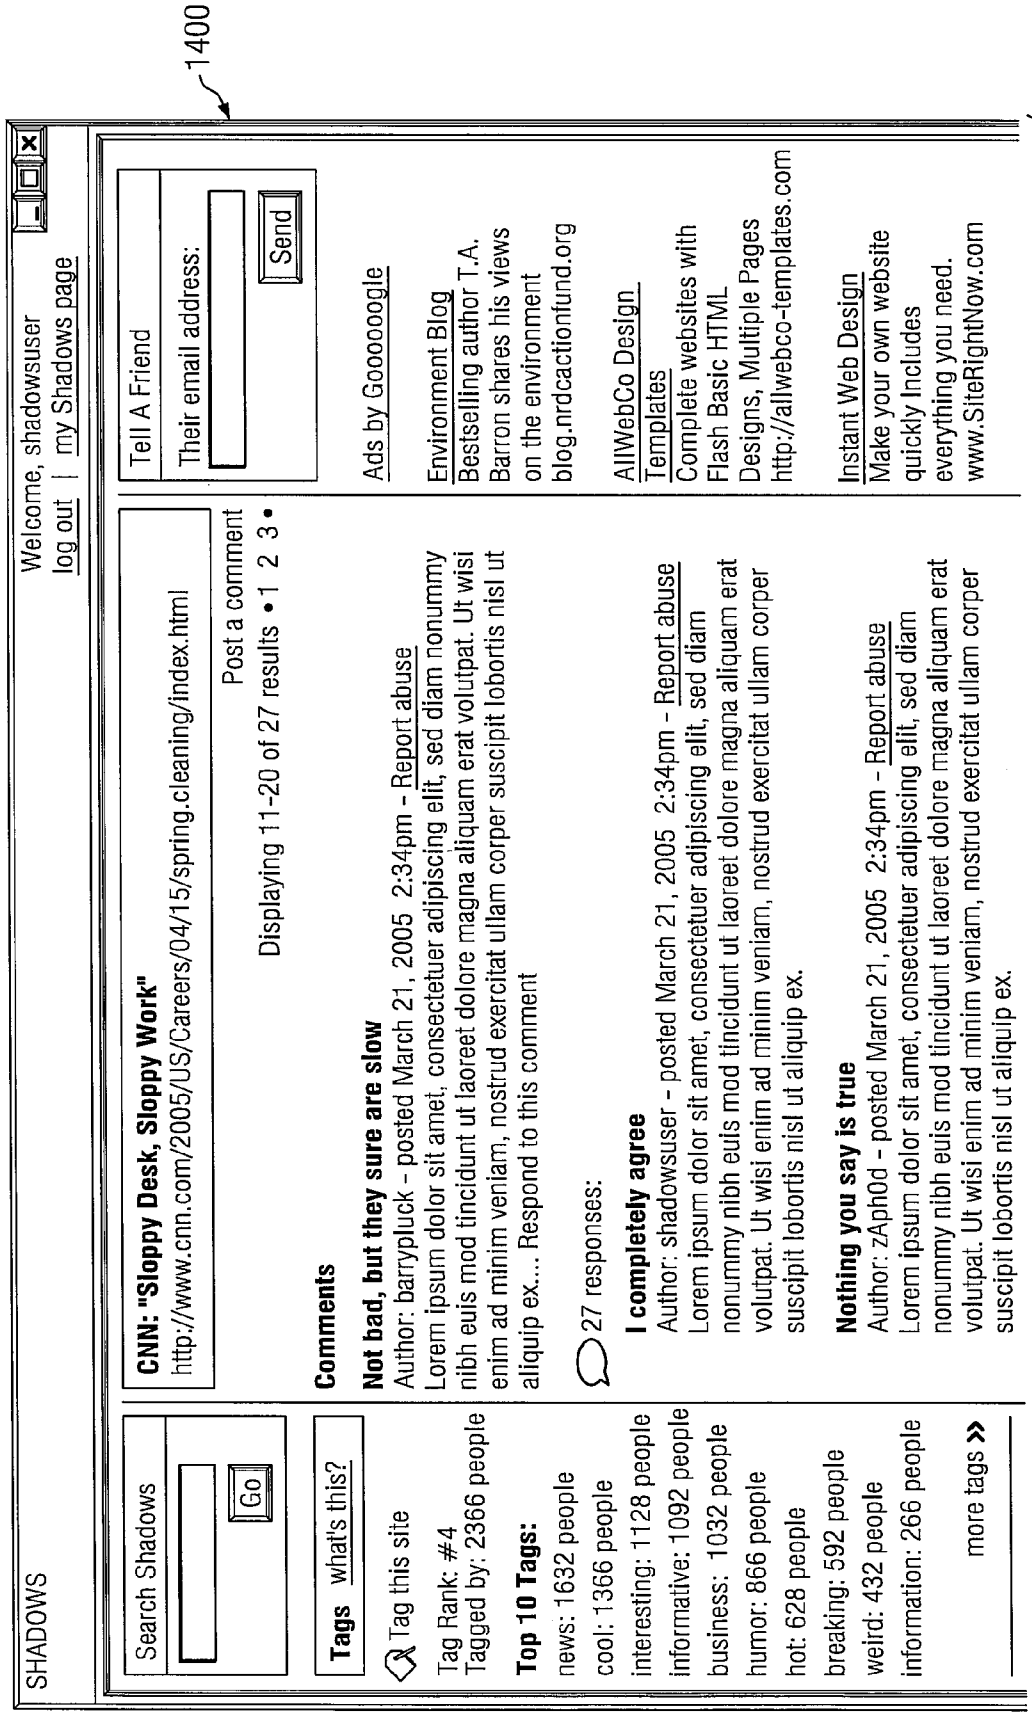 SHADOWS
Welcome, shadowsuser
log out | my Shadows page
1400
Search Shadows
Go
Tags what's this?
Tag this site
Tag Rank: #4
Tagged by: 2366 people
Top 10 Tags:
news: 1632 people
cool: 1366 people
interesting: 1128 people
informative: 1092 people
business: 1032 people
humor: 866 people
hot: 628 people
breaking: 592 people
weird: 432 people
information: 266 people
more tags »
CNN: "Sloppy Desk, Sloppy Work"
http://www.cnn.com/2005/US/Careers/04/15/spring.cleaning/index.html
Post a comment
Displaying 11-20 of 27 results • 1 2 3 •
Comments
Not bad, but they sure are slow
Author: barrypluck – posted March 21, 2005 2:34pm – Report abuse
Lorem ipsum dolor sit amet, consectetuer adipiscing elit, sed diam nonummy
nibh euis mod tincidunt ut laoreet dolore magna aliquam erat volutpat. Ut wisi
enim ad minim veniam, nostrud exercitat ullam corper suscipit lobortis nisl ut
aliquip ex.... Respond to this comment
27 responses:
I completely agree
Author: shadowsuser – posted March 21, 2005 2:34pm – Report abuse
Lorem ipsum dolor sit amet, consectetuer adipiscing elit, sed diam
nonummy nibh euis mod tincidunt ut laoreet dolore magna aliquam erat
volutpat. Ut wisi enim ad minim veniam, nostrud exercitat ullam corper
suscipit lobortis nisl ut aliquip ex.
Nothing you say is true
Author: zAph0d – posted March 21, 2005 2:34pm – Report abuse
Lorem ipsum dolor sit amet, consectetuer adipiscing elit, sed diam
nonummy nibh euis mod tincidunt ut laoreet dolore magna aliquam erat
volutpat. Ut wisi enim ad minim veniam, nostrud exercitat ullam corper
suscipit lobortis nisl ut aliquip ex.
Tell A Friend
Their email address:
Send
Ads by Goooooogle
Environment Blog
Bestselling author T.A.
Barron shares his views
on the environment
blog.nrdcactionfund.org
AllWebCo Design
Templates
Complete websites with
Flash Basic HTML
Designs, Multiple Pages
http://allwebco-templates.com
Instant Web Design
Make your own website
quickly Includes
everything you need.
www.SiteRightNow.com